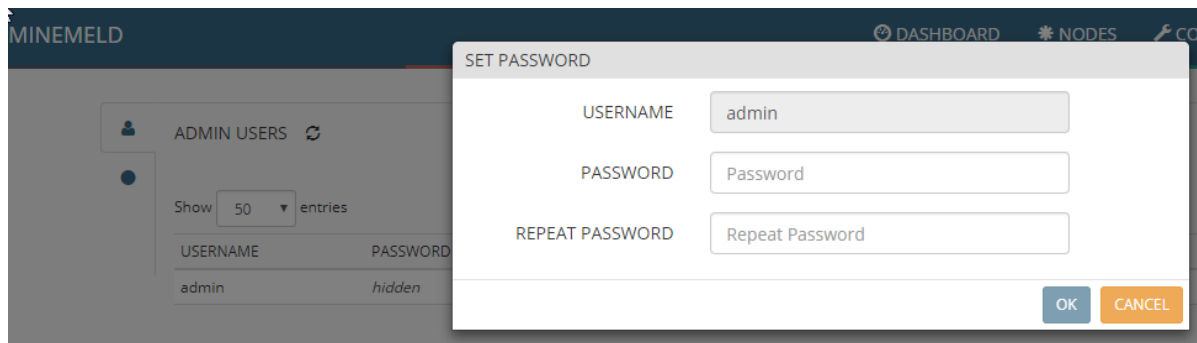 MINEMELD
DASHBOARD
NODES
CO
SET PASSWORD
USERNAME
admin
PASSWORD
Password
REPEAT PASSWORD
Repeat Password
OK
CANCEL
ADMIN USERS
Show 50 entries
USERNAME PASSWORD
admin hidden